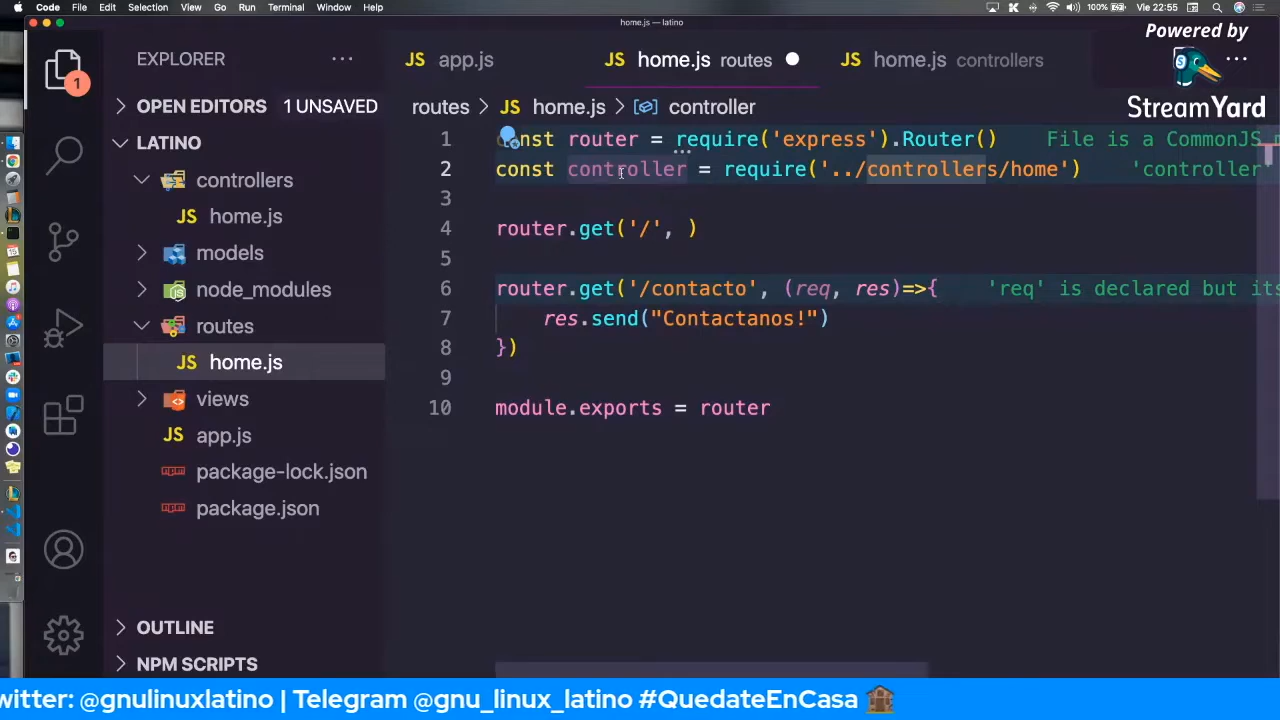 Code File Edit Selection View Go Run Terminal Window Help
100% Vie 22:55
home.js — latino
Powered by
StreamYard
EXPLORER
OPEN EDITORS 1 UNSAVED
LATINO
controllers
JS home.js
models
node_modules
routes
JS home.js
views
JS app.js
package-lock.json
package.json
OUTLINE
NPM SCRIPTS
1
JS app.js JS home.js routes JS home.js controllers
routes > JS home.js > controller
1 const router = require('express').Router() File is a CommonJS
2 const controller = require('../controllers/home') 'controller'
3
4 router.get('/', )
5
6 router.get('/contacto', (req, res)=>{ 'req' is declared but its
7 res.send("Contactanos!")
8 })
9
10 module.exports = router
witter: @gnulinuxlatino | Telegram @gnu_linux_latino #QuedateEnCasa